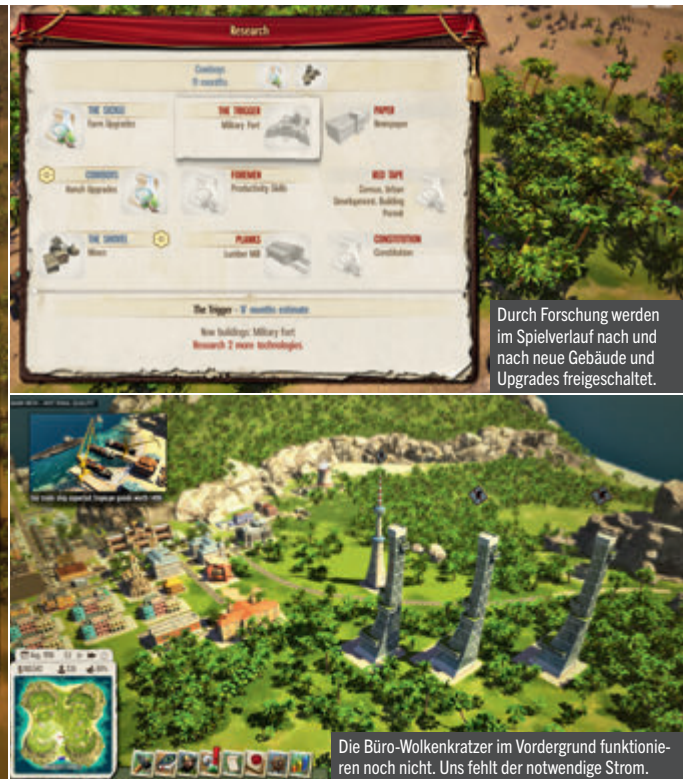 Research
Cowboys
11 months
THE SICKLE
Farm Upgrades
THE TRIGGER
Military Fort
PAPER
Newspaper
COWBOYS
Ranch Upgrades
FOREMEN
Productivity Skills
RED TAPE
Census, Urban
Development, Building
Permit
THE SHOVEL
Mines
PLANKS
Lumber Mill
CONSTITUTION
Constitution
The Trigger - months estimate
New buildings: Military Fort
Research 2 more technologies
Durch Forschung werden
im Spielverlauf nach und
nach neue Gebäude und
Upgrades freigeschaltet.
Die Büro-Wolkenkratzer im Vordergrund funktionie-
ren noch nicht. Uns fehlt der notwendige Strom.